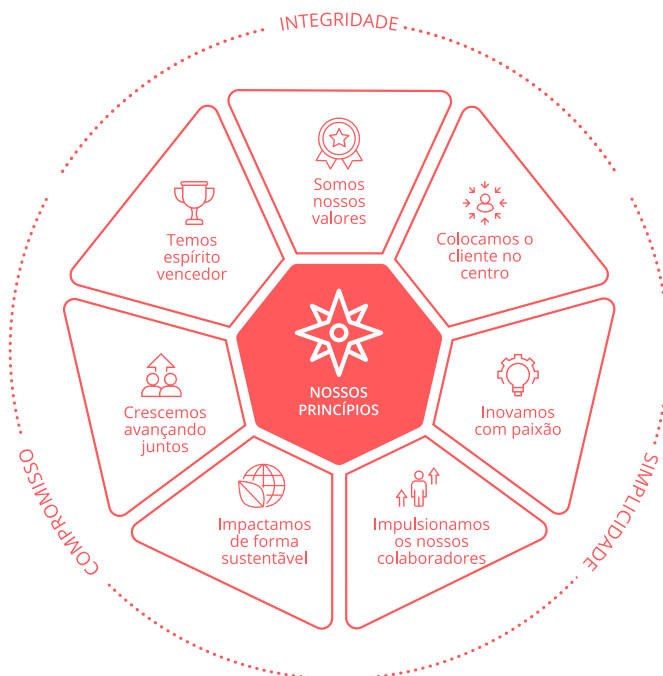 INTEGRIDADE
Somos
nossos
valores
Temos
espírito
vencedor
Colocamos o
cliente no
centro
NOSSOS
PRINCÍPIOS
Crescemos
avançando
juntos
Inovamos
com paixão
Impactamos
de forma
sustentãvel
Impulsionamos
os nossos
colaboradores
COMPROMISSO
SIMPLICIDADE